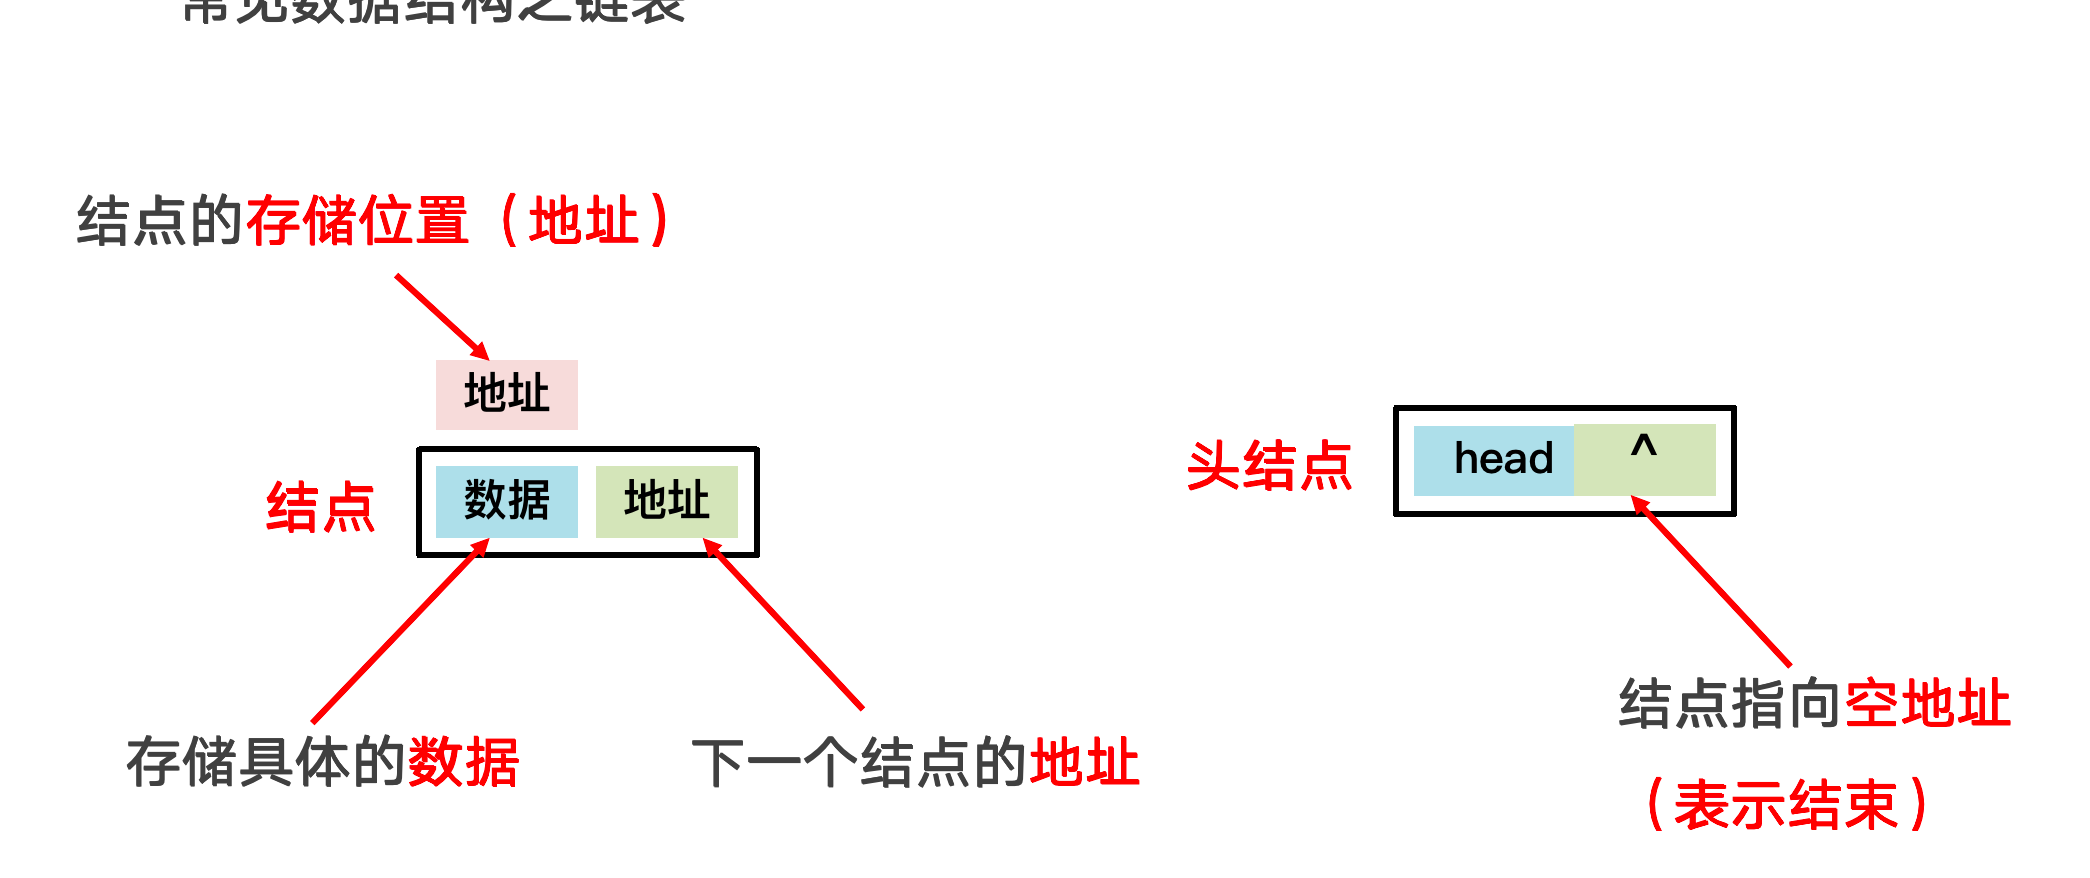 常见数据结构之链表
结点的存储位置（地址）
地址
结点
数据 地址
头结点
head ^
存储具体的数据
下一个结点的地址
结点指向空地址
（表示结束）